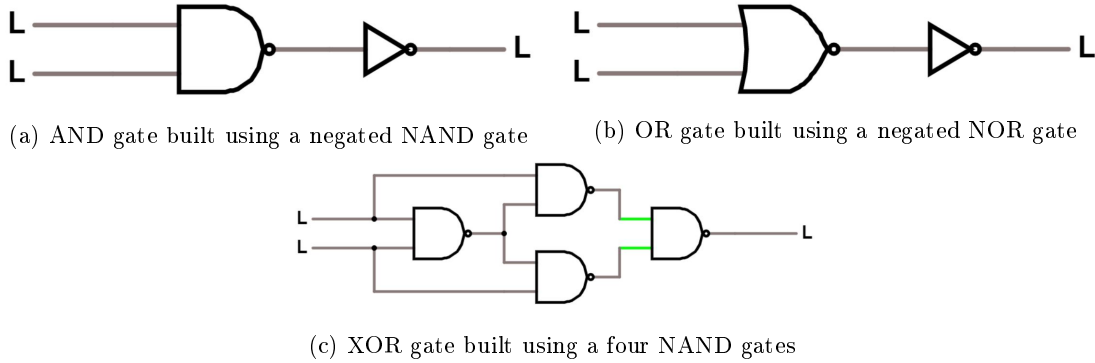 L
L
L
L
L
L
(a) AND gate built using a negated NAND gate
(b) OR gate built using a negated NOR gate
L
L
L
(c) XOR gate built using a four NAND gates